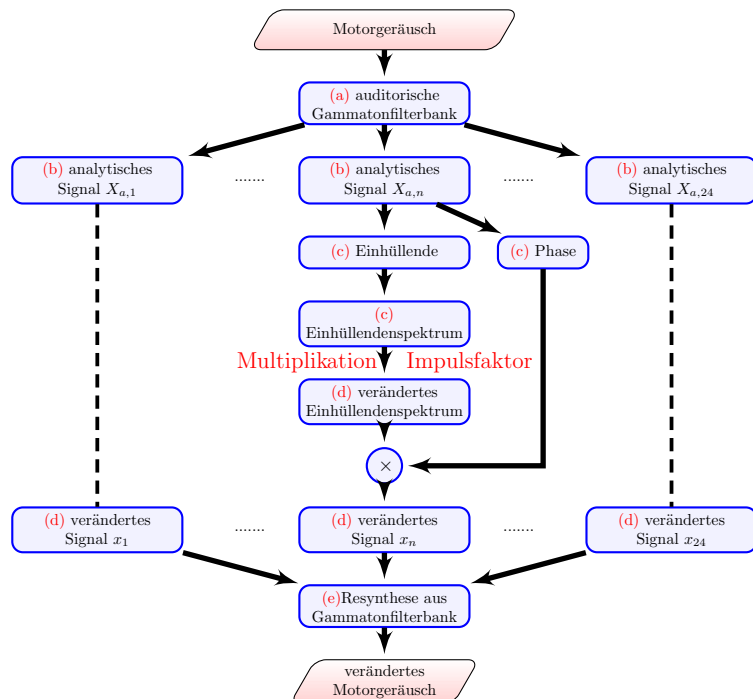 Motorgeräusch
(a) auditorische
Gammatonfilterbank
(b) analytisches
Signal X_{a,1}
.......
(b) analytisches
Signal X_{a,n}
.......
(b) analytisches
Signal X_{a,24}
(c) Einhüllende
(c) Phase
(c)
Einhüllendenspektrum
Multiplikation Impulsfaktor
(d) verändertes
Einhüllendenspektrum
×
(d) verändertes
Signal x_1
.......
(d) verändertes
Signal x_n
.......
(d) verändertes
Signal x_{24}
(e)Resynthese aus
Gammatonfilterbank
verändertes
Motorgeräusch